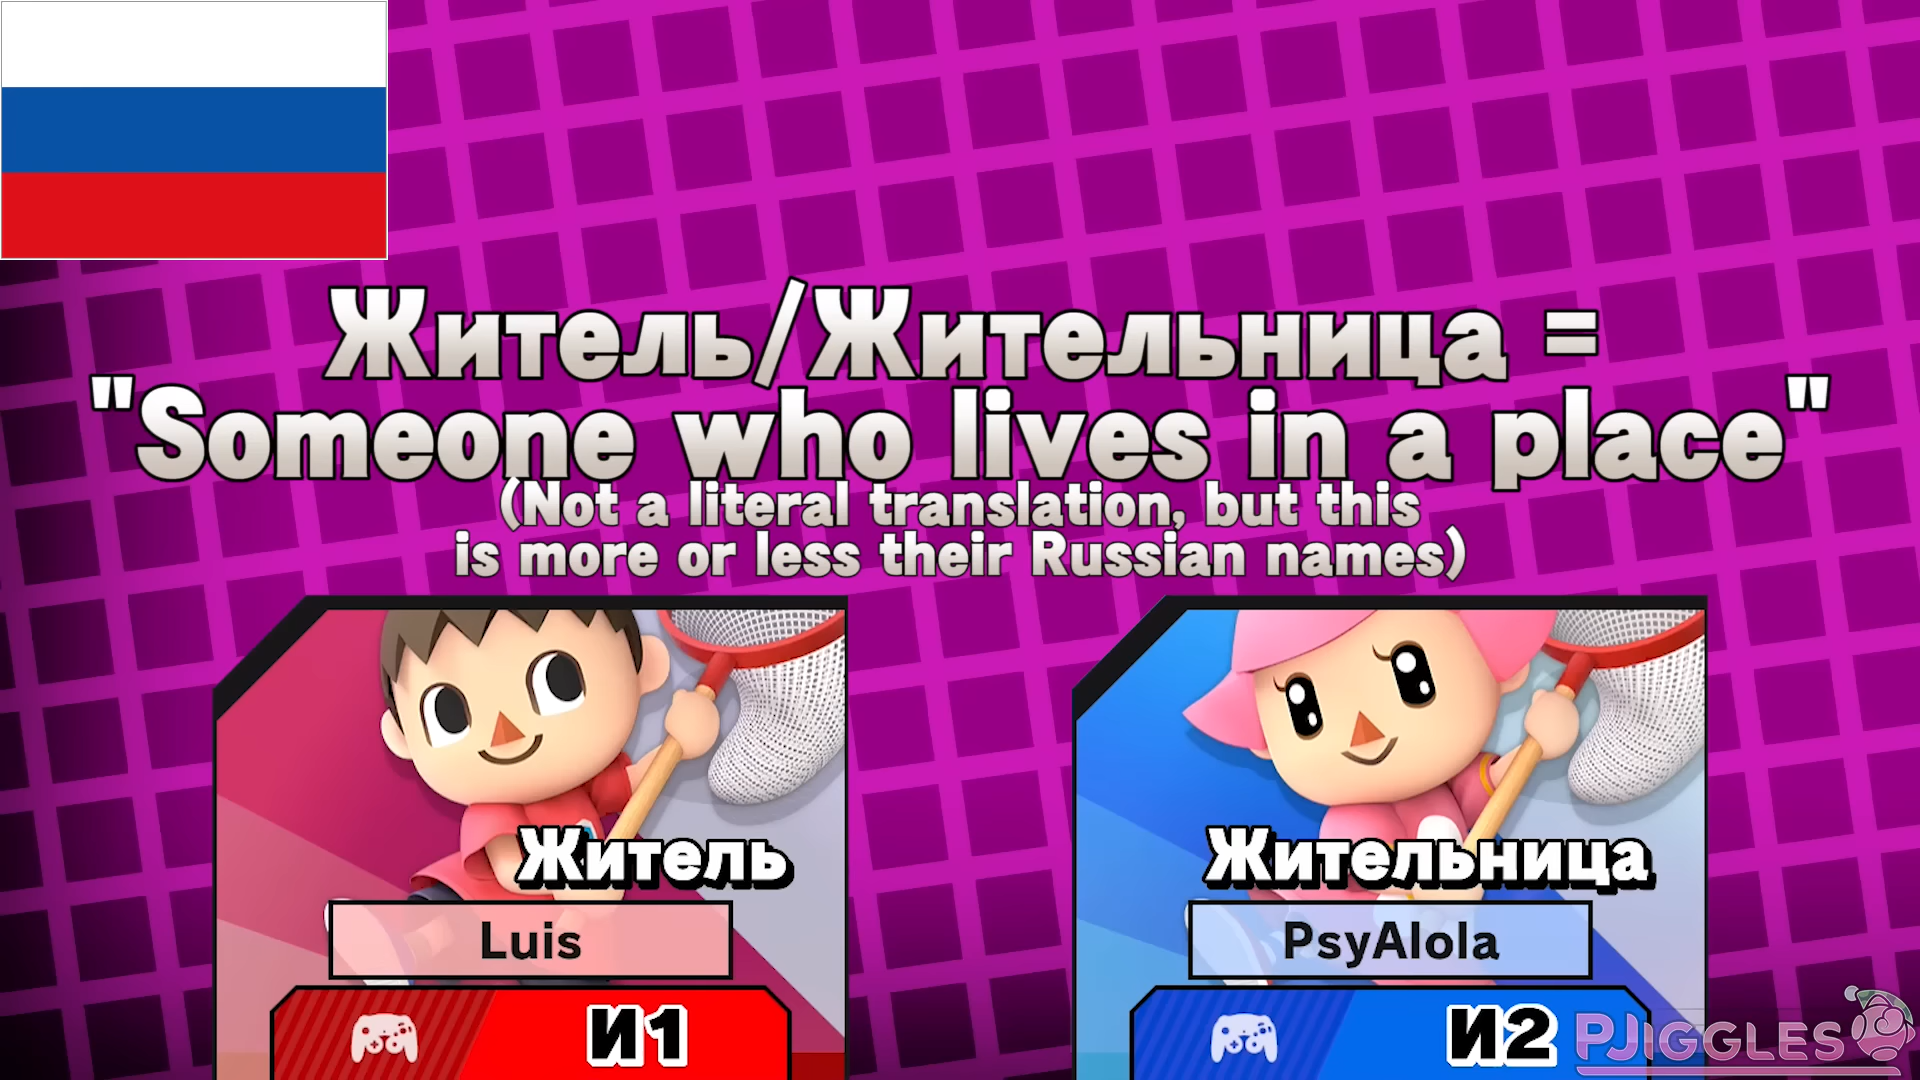 Житель/Жительница =
"Someone who lives in a place"
(Not a literal translation, but this
is more or less their Russian names)
Житель
Luis
И1
Жительница
PsyAlola
И2
PJIGGLES